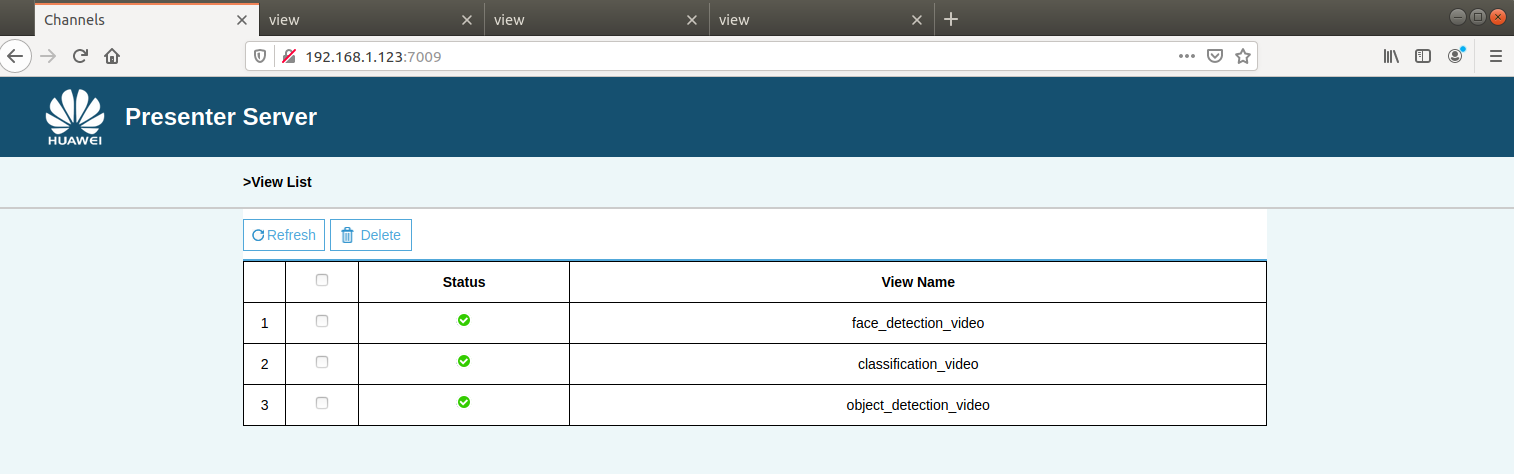 Channels view view view
192.168.1.123:7009
HUAWEI Presenter Server
>View List
Refresh Delete
Status View Name
1 face_detection_video
2 classification_video
3 object_detection_video